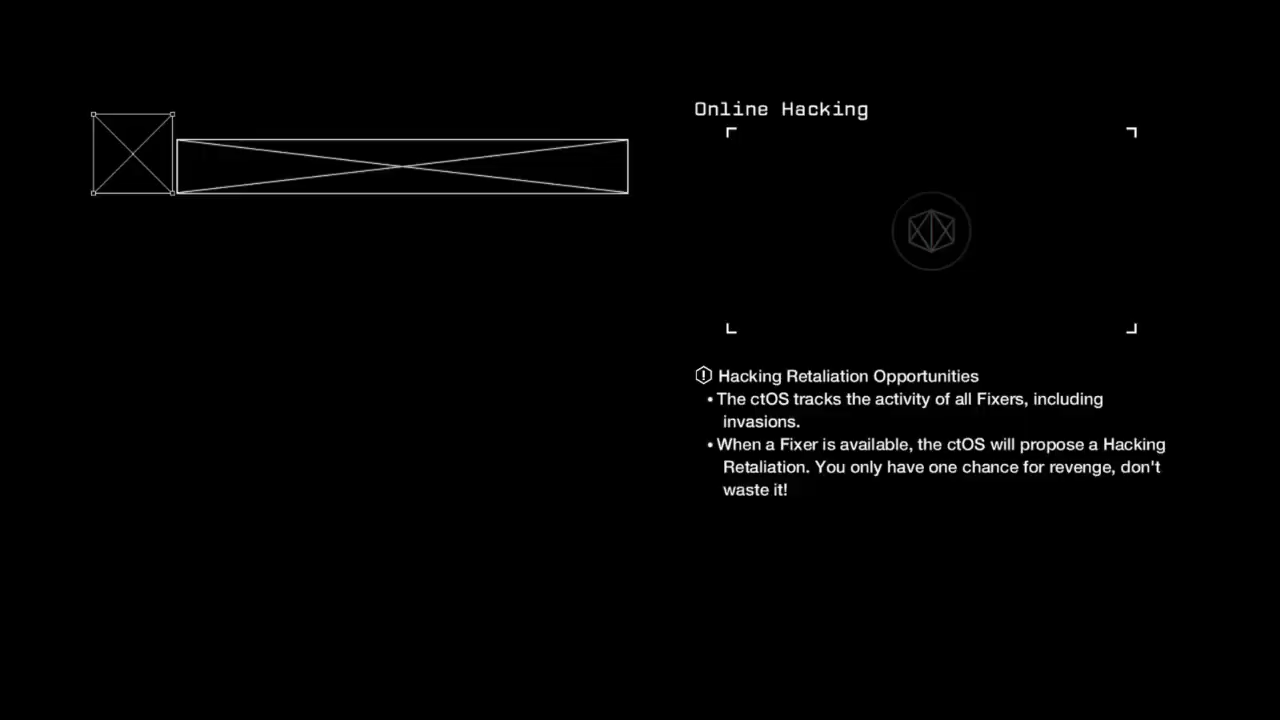 Online Hacking
Hacking Retaliation Opportunities
• The ctOS tracks the activity of all Fixers, including
invasions.
• When a Fixer is available, the ctOS will propose a Hacking
Retaliation. You only have one chance for revenge, don't
waste it!